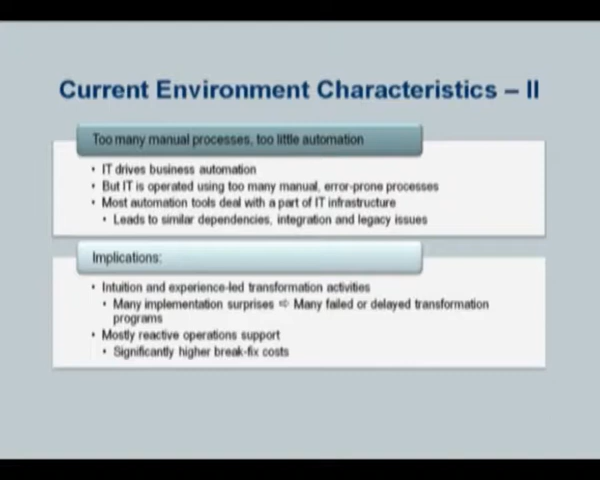 Current Environment Characteristics – II
Too many manual processes, too little automation
• IT drives business automation
• But IT is operated using too many manual, error-prone processes
• Most automation tools deal with a part of IT infrastructure
• Leads to similar dependencies, integration and legacy issues
Implications:
• Intuition and experience-led transformation activities
• Many implementation surprises ⇨ Many failed or delayed transformation
programs
• Mostly reactive operations support
• Significantly higher break-fix costs